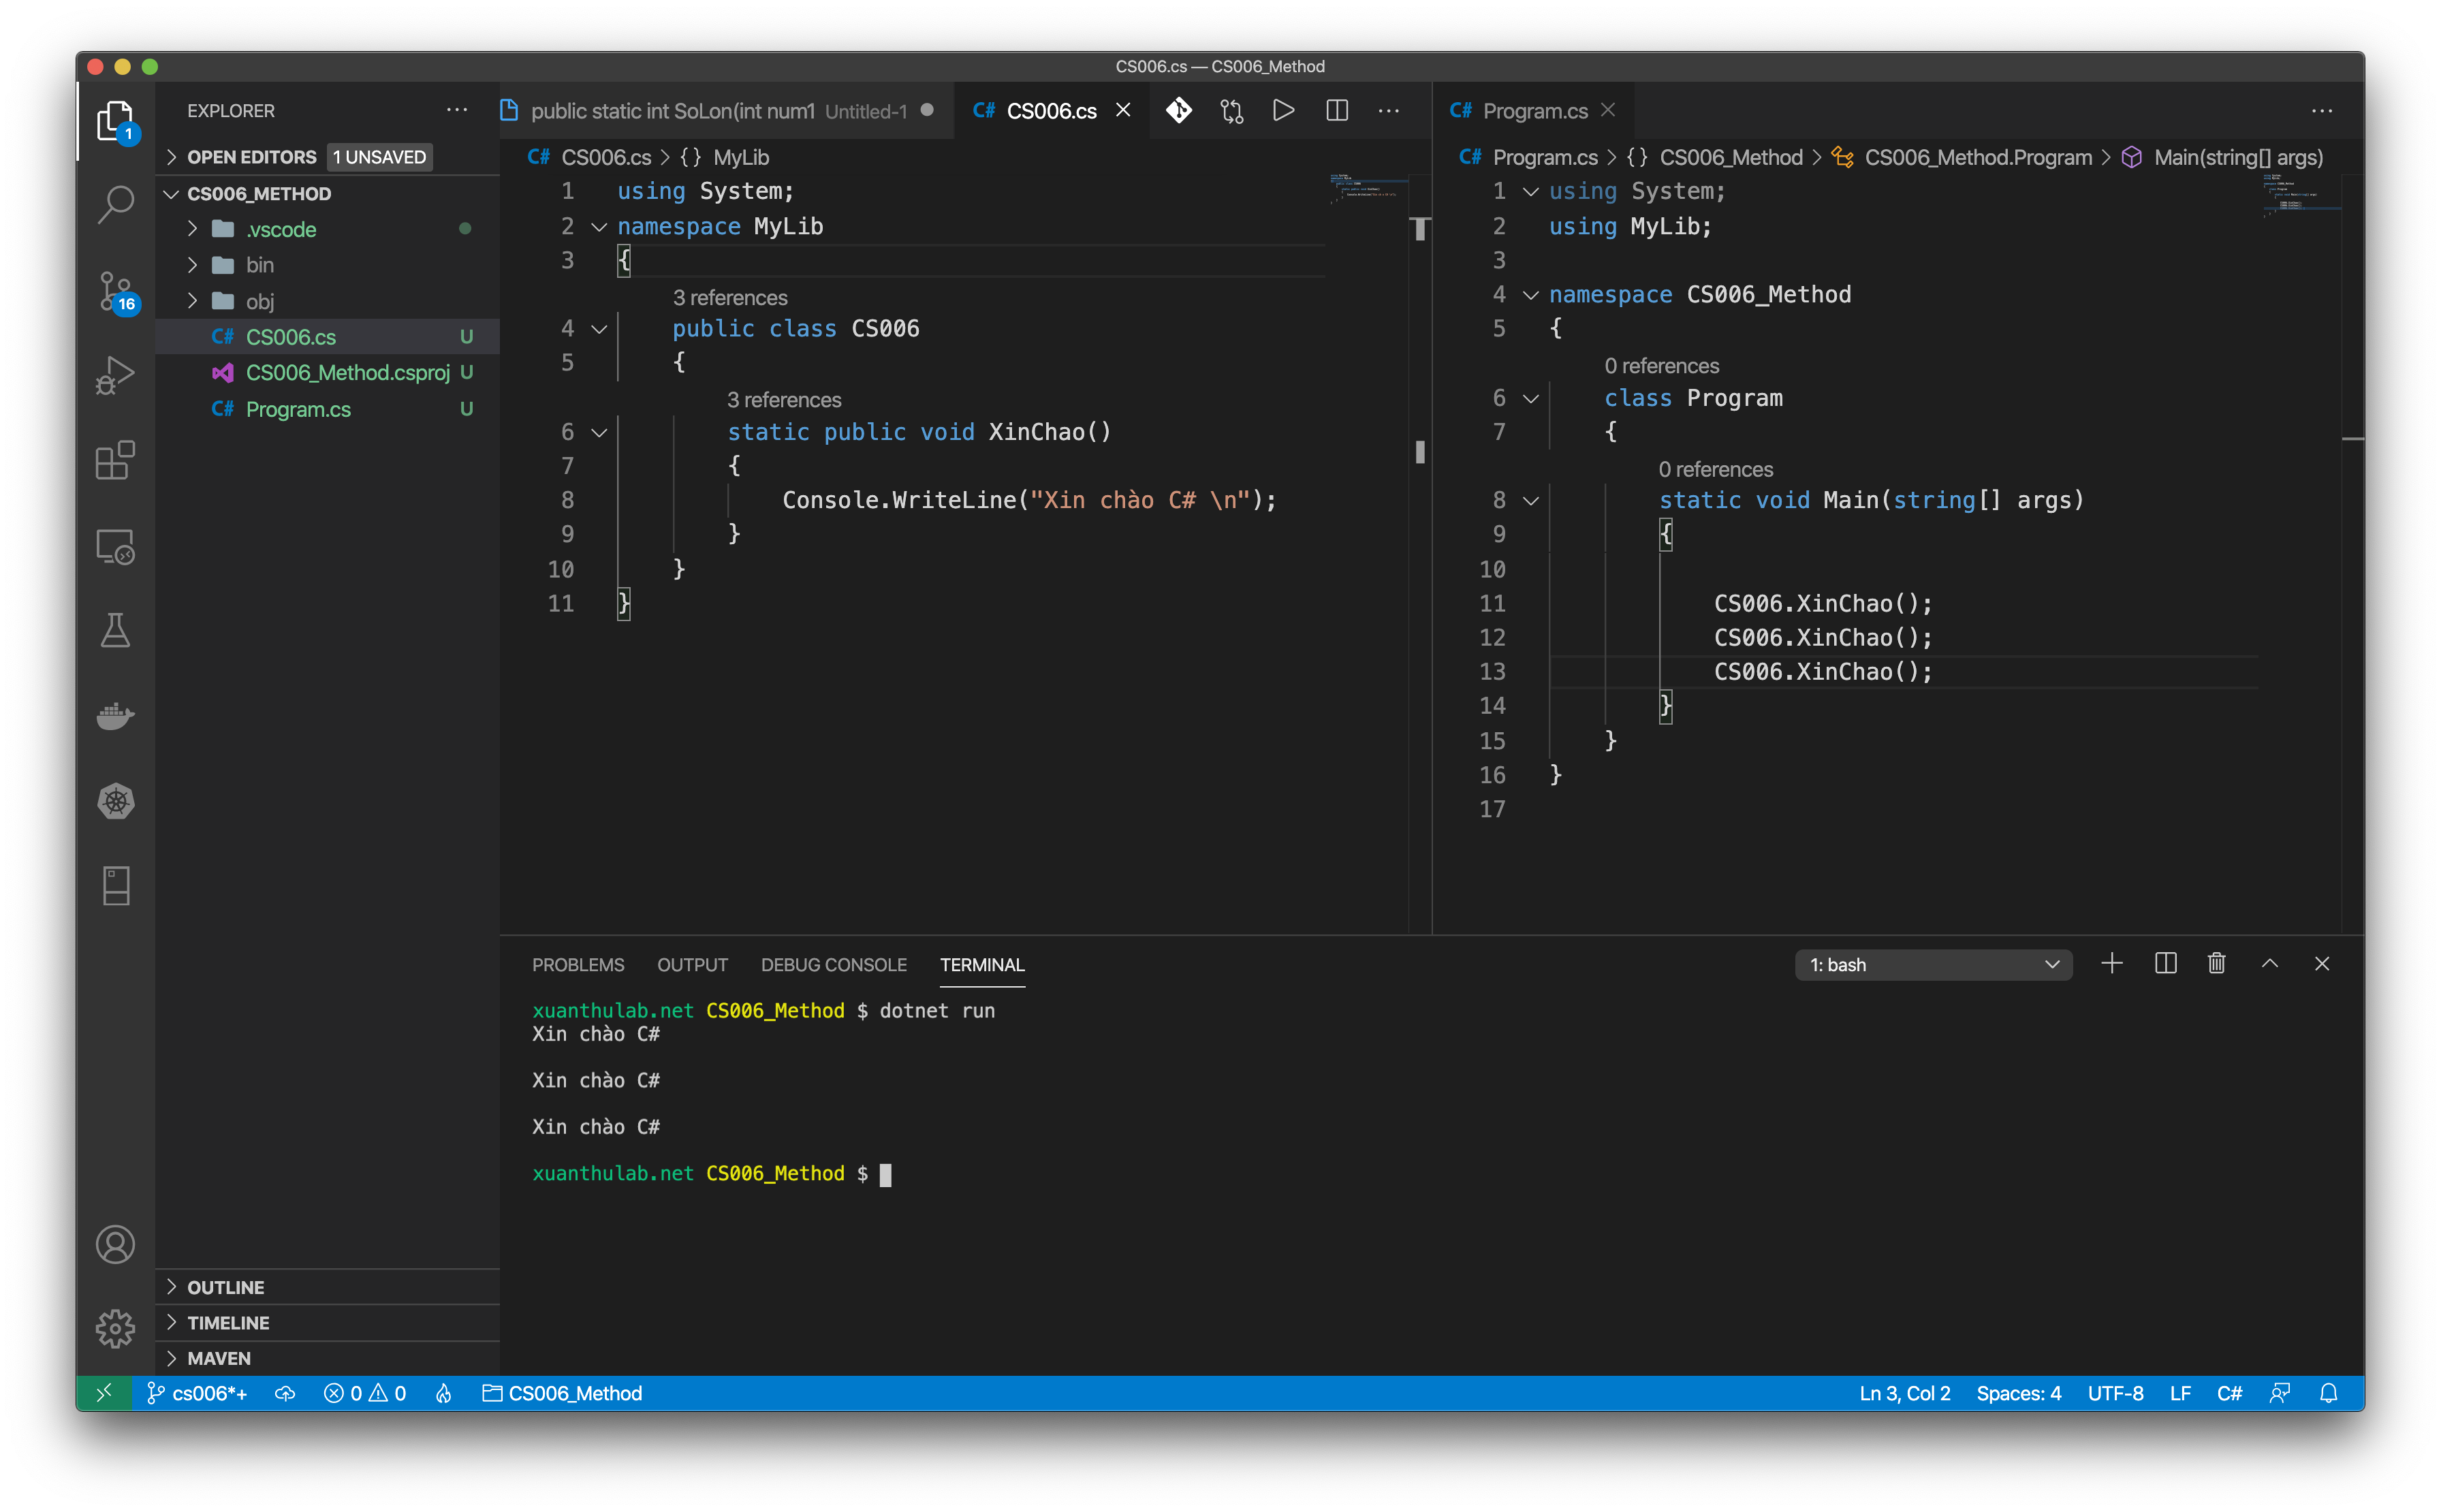 CS006.cs — CS006_Method
EXPLORER
1
OPEN EDITORS 1 UNSAVED
CS006_METHOD
.vscode
bin
obj
16
C# CS006.cs U
CS006_Method.csproj U
C# Program.cs U
OUTLINE
TIMELINE
MAVEN
public static int SoLon(int num1 Untitled-1
C# CS006.cs
C# CS006.cs > {} MyLib
1 using System;
2 namespace MyLib
3 {
3 references
4 public class CS006
5 {
3 references
6 static public void XinChao()
7 {
8 Console.WriteLine("Xin chào C# \n");
9 }
10 }
11 }
C# Program.cs
C# Program.cs > {} CS006_Method > CS006_Method.Program > Main(string[] args)
1 using System;
2 using MyLib;
3
4 namespace CS006_Method
5 {
0 references
6 class Program
7 {
0 references
8 static void Main(string[] args)
9 {
10
11 CS006.XinChao();
12 CS006.XinChao();
13 CS006.XinChao();
14 }
15 }
16 }
17
PROBLEMS OUTPUT DEBUG CONSOLE TERMINAL
1: bash
xuanthulab.net CS006_Method $ dotnet run
Xin chào C#
Xin chào C#
Xin chào C#
xuanthulab.net CS006_Method $
cs006*+ 0 0 CS006_Method
Ln 3, Col 2 Spaces: 4 UTF-8 LF C#